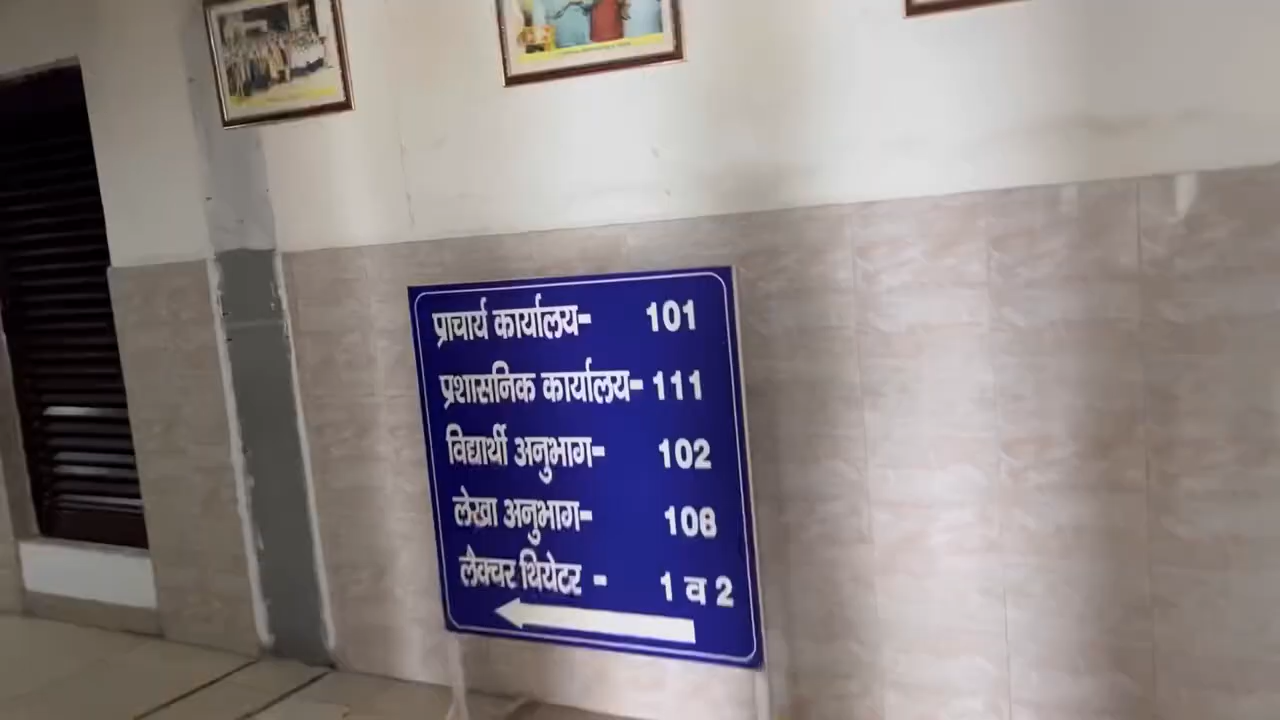 प्राचार्य कार्यालय- 101
प्रशासनिक कार्यालय- 111
विद्यार्थी अनुभाग- 102
लेखा अनुभाग- 108
लैक्चर थियेटर - 1 व 2